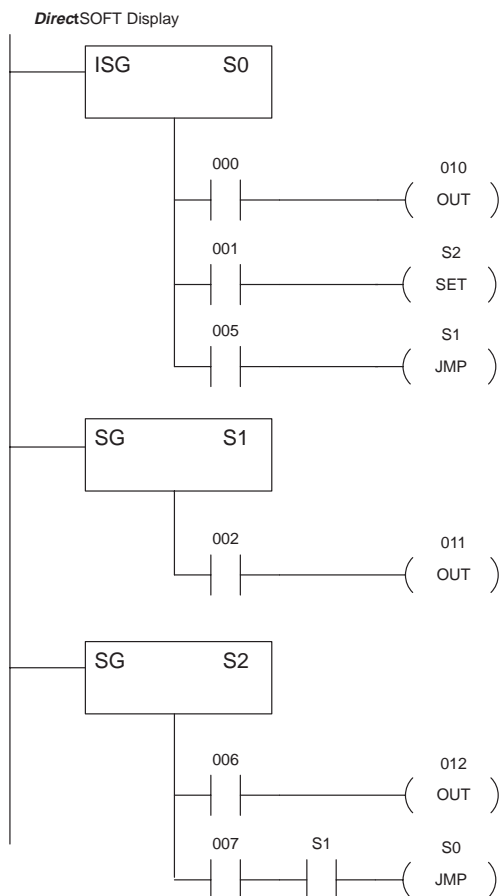 DirectSOFT Display
ISG S0
000 010
OUT
001 S2
SET
005 S1
JMP
SG S1
002 011
OUT
SG S2
006 012
OUT
007 S1 S0
JMP